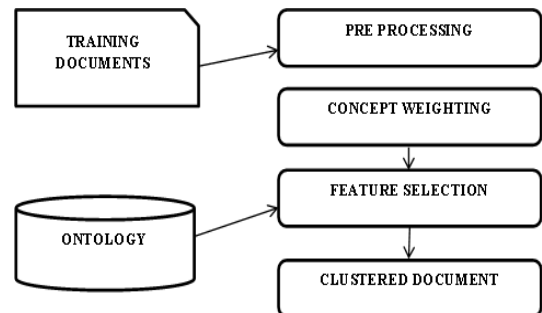 TRAINING
DOCUMENTS
PRE PROCESSING
CONCEPT WEIGHTING
FEATURE SELECTION
ONTOLOGY
CLUSTERED DOCUMENT